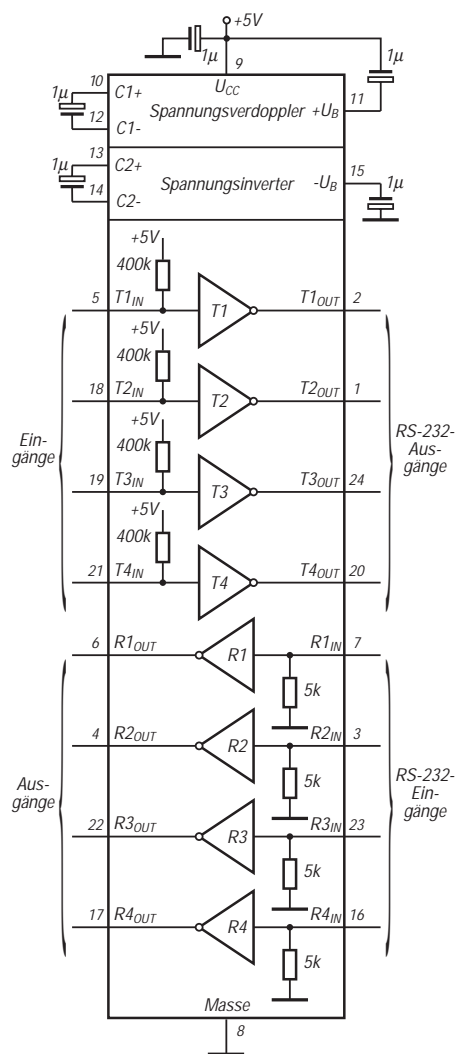 +5V
1µ
9
1µ
11
10
1µ
12
C1+
C1-
U_CC
Spannungsverdoppler
+U_B
13
1µ
14
C2+
C2-
Spannungsinverter
-U_B
15
1µ
+5V
400k
5
T1_IN
T1
T1_OUT
2
+5V
400k
18
T2_IN
T2
T2_OUT
1
+5V
400k
19
T3_IN
T3
T3_OUT
24
+5V
400k
21
T4_IN
T4
T4_OUT
20
Ein-
gänge
RS-232-
Aus-
gänge
6
R1_OUT
R1
R1_IN
7
5k
4
R2_OUT
R2
R2_IN
3
5k
22
R3_OUT
R3
R3_IN
23
5k
17
R4_OUT
R4
R4_IN
16
5k
Aus-
gänge
RS-232-
Ein-
gänge
Masse
8